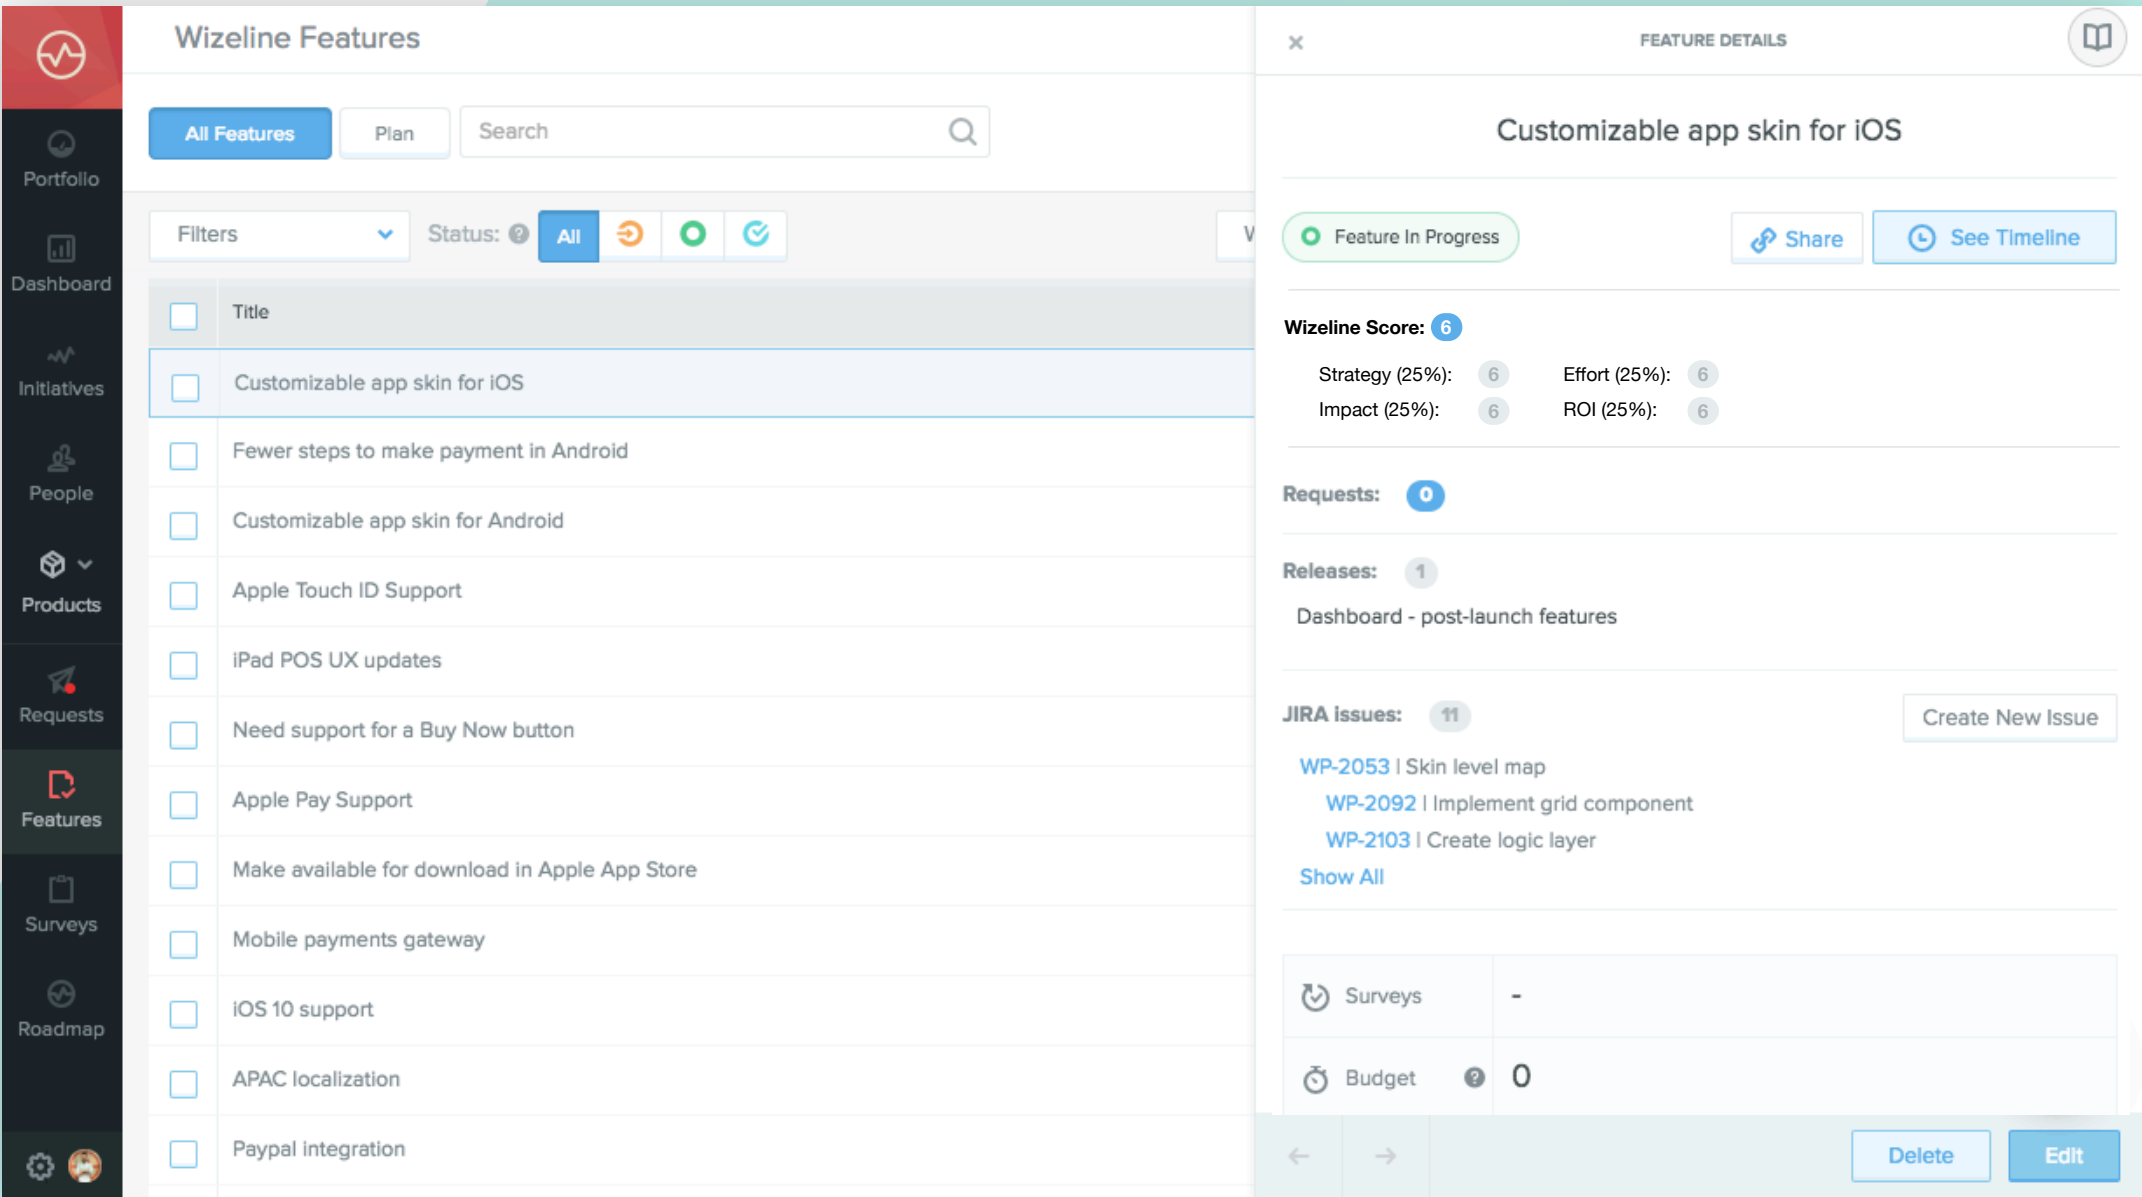 Wizeline Features
FEATURE DETAILS
Portfolio
Dashboard
Initiatives
People
Products
Requests
Features
Surveys
Roadmap
All Features
Plan
Search
Filters
Status:
All
Title
Customizable app skin for iOS
Fewer steps to make payment in Android
Customizable app skin for Android
Apple Touch ID Support
iPad POS UX updates
Need support for a Buy Now button
Apple Pay Support
Make available for download in Apple App Store
Mobile payments gateway
iOS 10 support
APAC localization
Paypal integration
Customizable app skin for iOS
Feature In Progress
Share
See Timeline
Wizeline Score: 6
Strategy (25%): 6 Effort (25%): 6
Impact (25%): 6 ROI (25%): 6
Requests: 0
Releases: 1
Dashboard - post-launch features
JIRA issues: 11
Create New Issue
WP-2053 | Skin level map
WP-2092 | Implement grid component
WP-2103 | Create logic layer
Show All
Surveys -
Budget ? 0
Delete
Edit